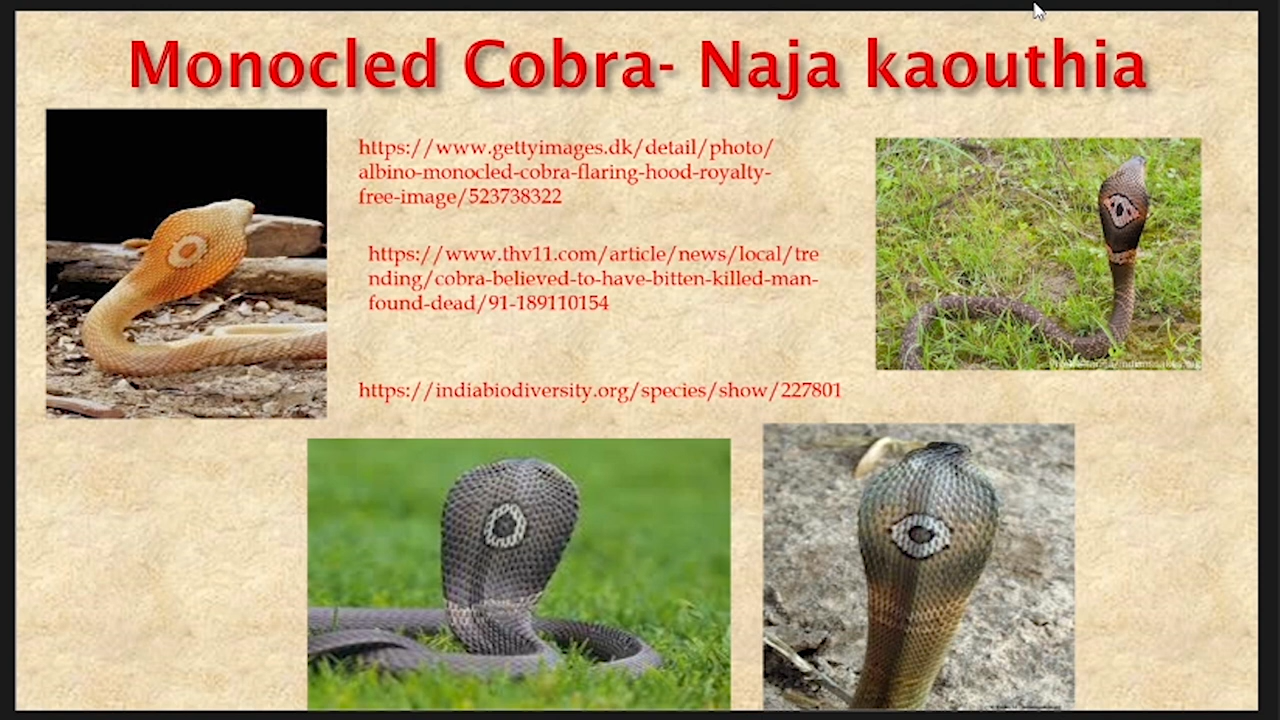 Monocled Cobra- Naja kaouthia
https://www.gettyimages.dk/detail/photo/
albino-monocled-cobra-flaring-hood-royalty-
free-image/523738322
https://www.thv11.com/article/news/local/tre
nding/cobra-believed-to-have-bitten-killed-man-
found-dead/91-189110154
https://indiabiodiversity.org/species/show/227801